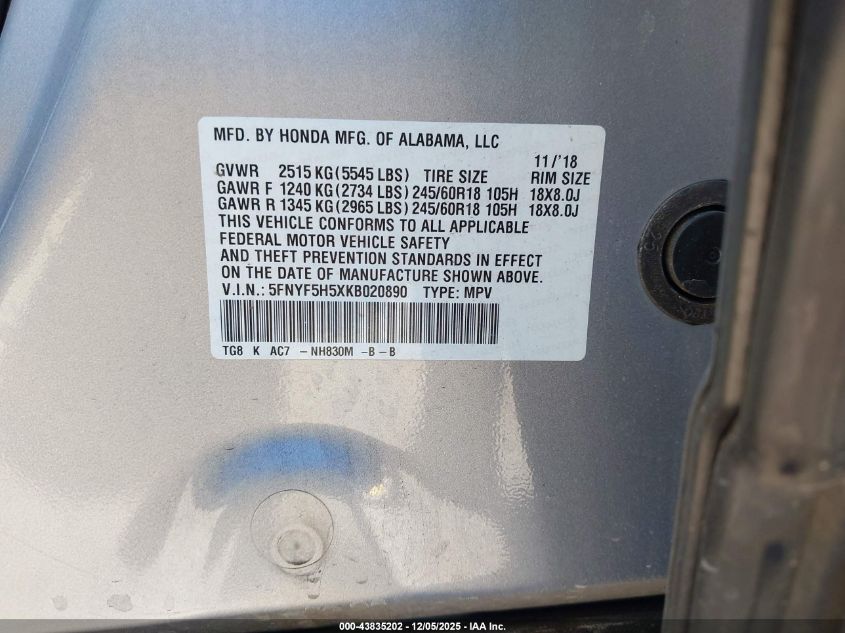 MFD. BY HONDA MFG. OF ALABAMA, LLC
11/'18
GVWR 2515 KG(5545 LBS) TIRE SIZE RIM SIZE
GAWR F 1240 KG(2734 LBS) 245/60R18 105H 18X8.0J
GAWR R 1345 KG(2965 LBS) 245/60R18 105H 18X8.0J
THIS VEHICLE CONFORMS TO ALL APPLICABLE
FEDERAL MOTOR VEHICLE SAFETY
AND THEFT PREVENTION STANDARDS IN EFFECT
ON THE DATE OF MANUFACTURE SHOWN ABOVE.
V.I.N.: 5FNYF5H5XKB020890 TYPE: MPV
TG8 K AC7 -NH830M -B-B
000-43835202 - 12/05/2025 - IAA Inc.